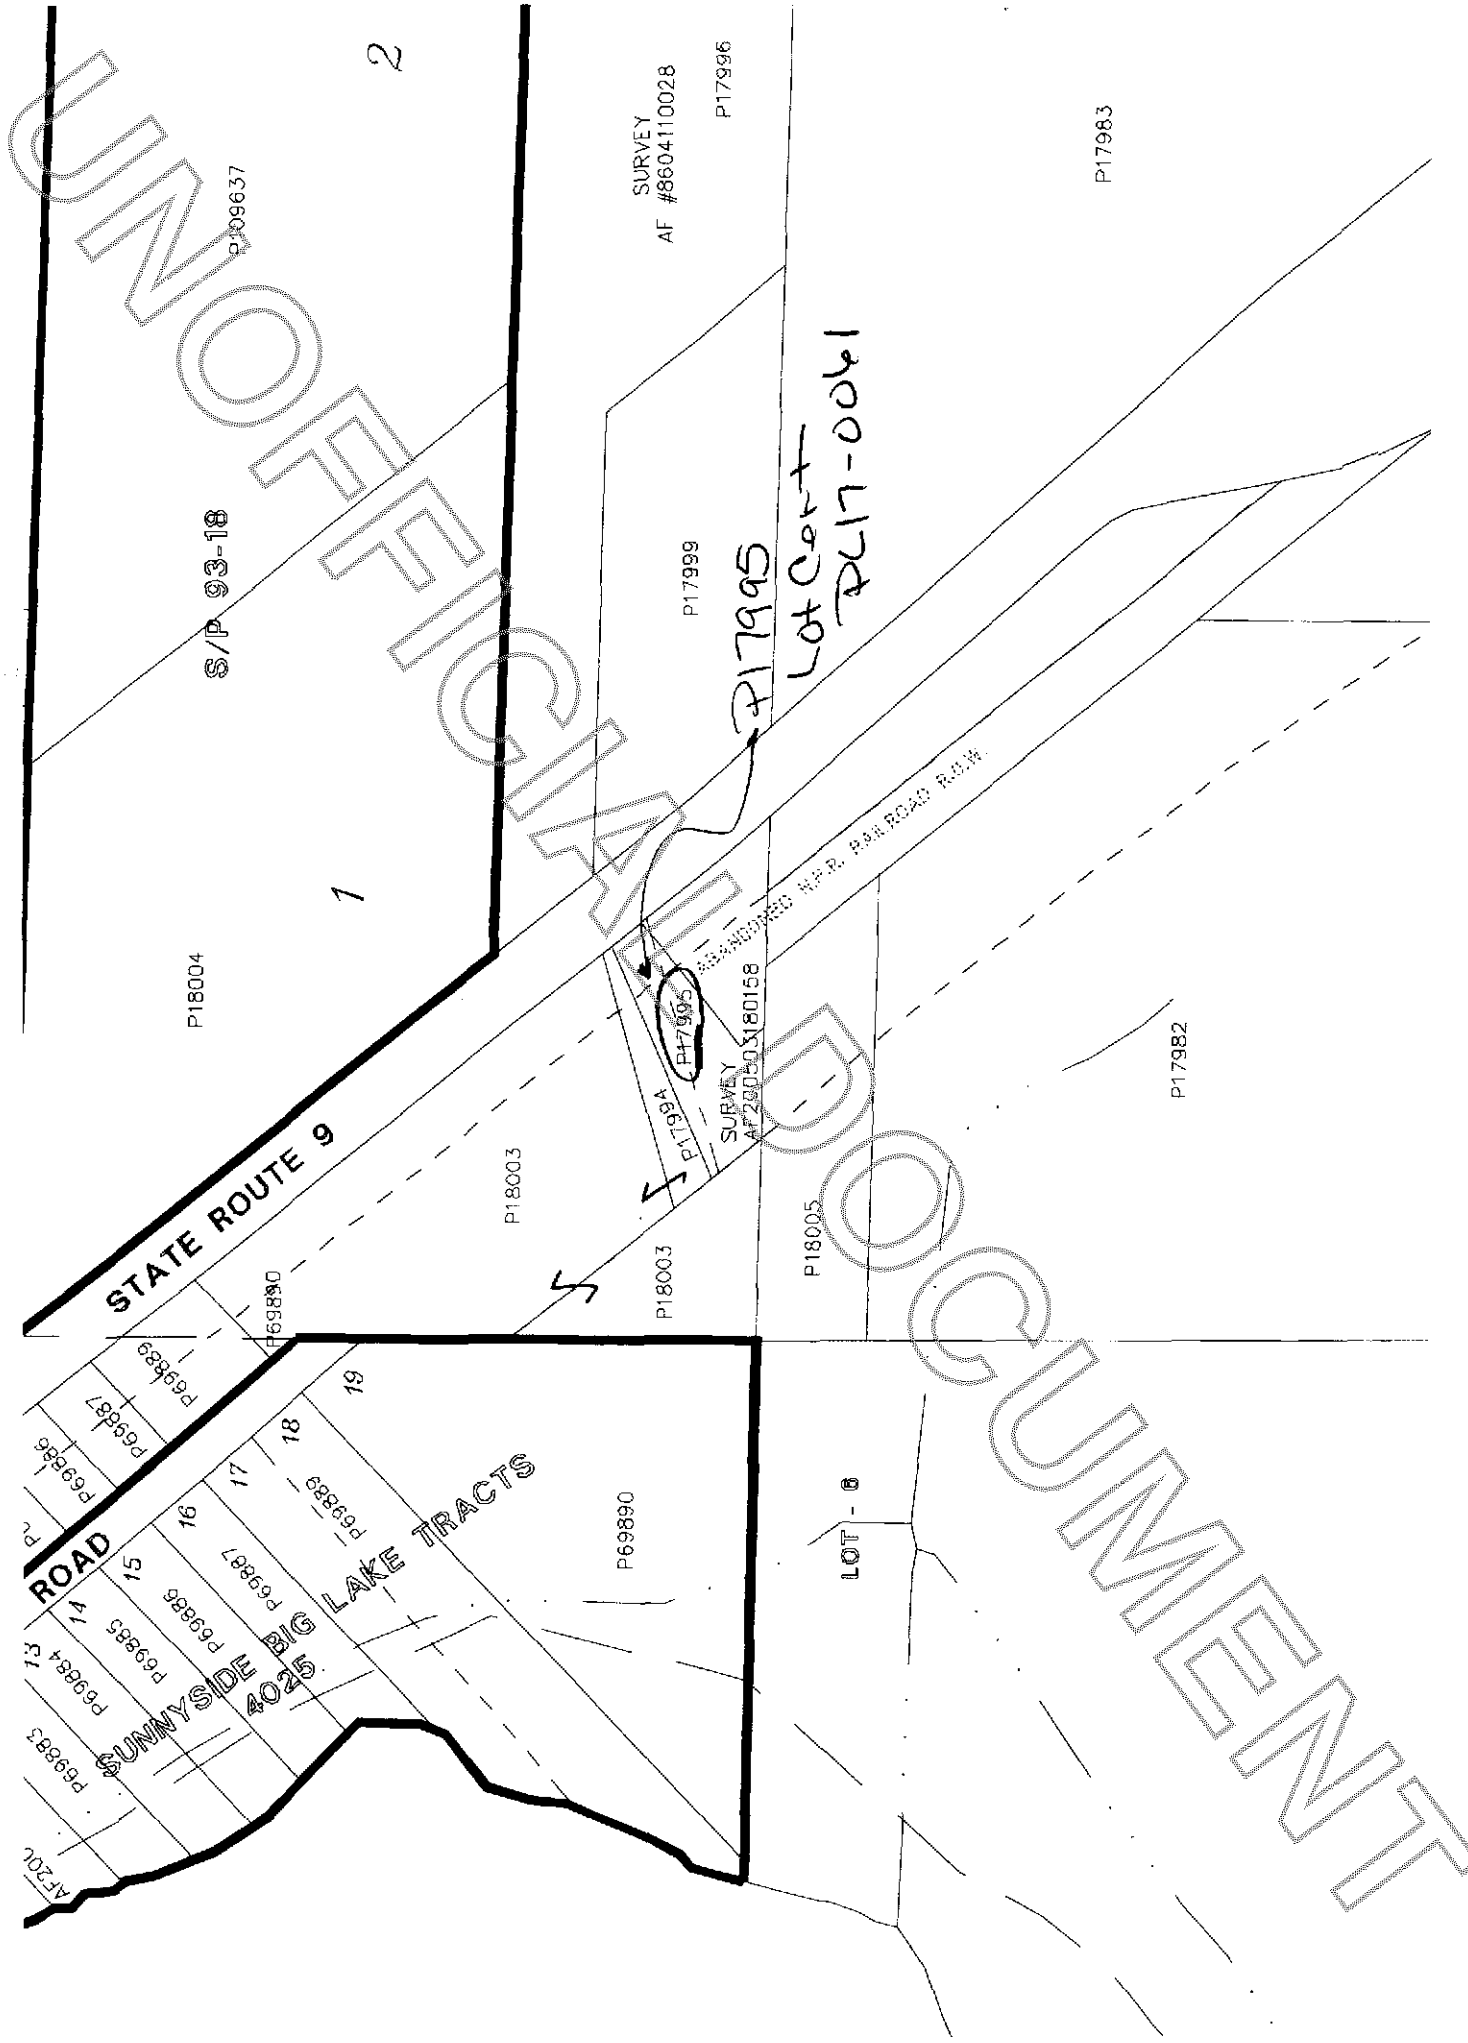 2
P109637
SURVEY
AF #8604110028
P17996
P17983
S/P 93-18
P17999
P17995
Lot Cert
PL17-0061
1
P18004
ABANDONED N.P.R. RAILROAD R.O.W.
P17995
SURVEY
AF200503180158
P17994
P17982
STATE ROUTE 9
P18003
P18003
P18005
P69890
P69889
P69887
P69886
ROAD
19
18
17
16
15
14
13
P69889
P69887
P69886
P69885
P69884
P69883
SUNNYSIDE BIG LAKE TRACTS
4025
P69890
LOT - 6
UNOFFICIAL DOCUMENT